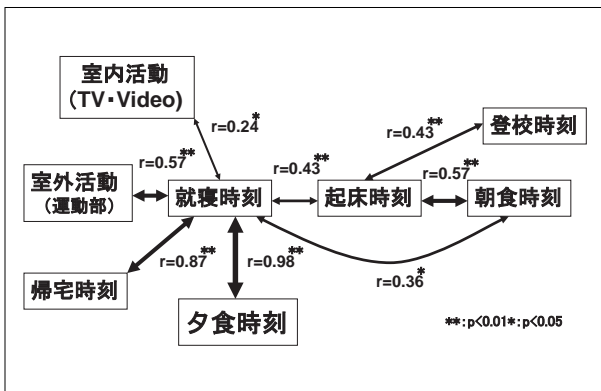 室内活動
(TV・Video)
r=0.24*
登校時刻
r=0.43**
r=0.57**
r=0.43**
r=0.57**
室外活動
(運動部)
就寝時刻
起床時刻
朝食時刻
r=0.87**
r=0.98**
r=0.36*
帰宅時刻
夕食時刻
**:p<0.01*:p<0.05